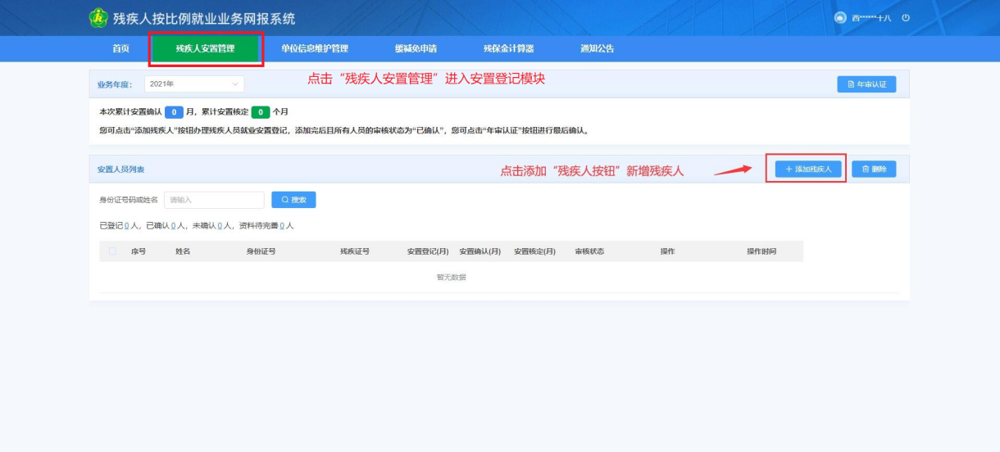 残疾人按比例就业业务网报系统 西******十八
首页 残疾人安置管理 单位信息维护管理 缓减免申请 残保金计算器 通知公告
业务年度： 2021年 点击“残疾人安置管理”进入安置登记模块 年审认证
本次累计安置确认 0 月，累计安置核定 0 个月
您可点击“添加残疾人”按钮办理残疾人员就业安置登记，添加完后且所有人员的审核状态为“已确认”，您可点击“年审认证”按钮进行最后确认。
安置人员列表 点击添加“残疾人按钮”新增残疾人 + 添加残疾人 删除
身份证号码或姓名 请输入 搜索
已登记0人，已确认0人，未确认0人，资料待完善0人
序号 姓名 身份证号 残疾证号 安置登记(月) 安置确认(月) 安置核定(月) 审核状态 操作 操作时间
暂无数据